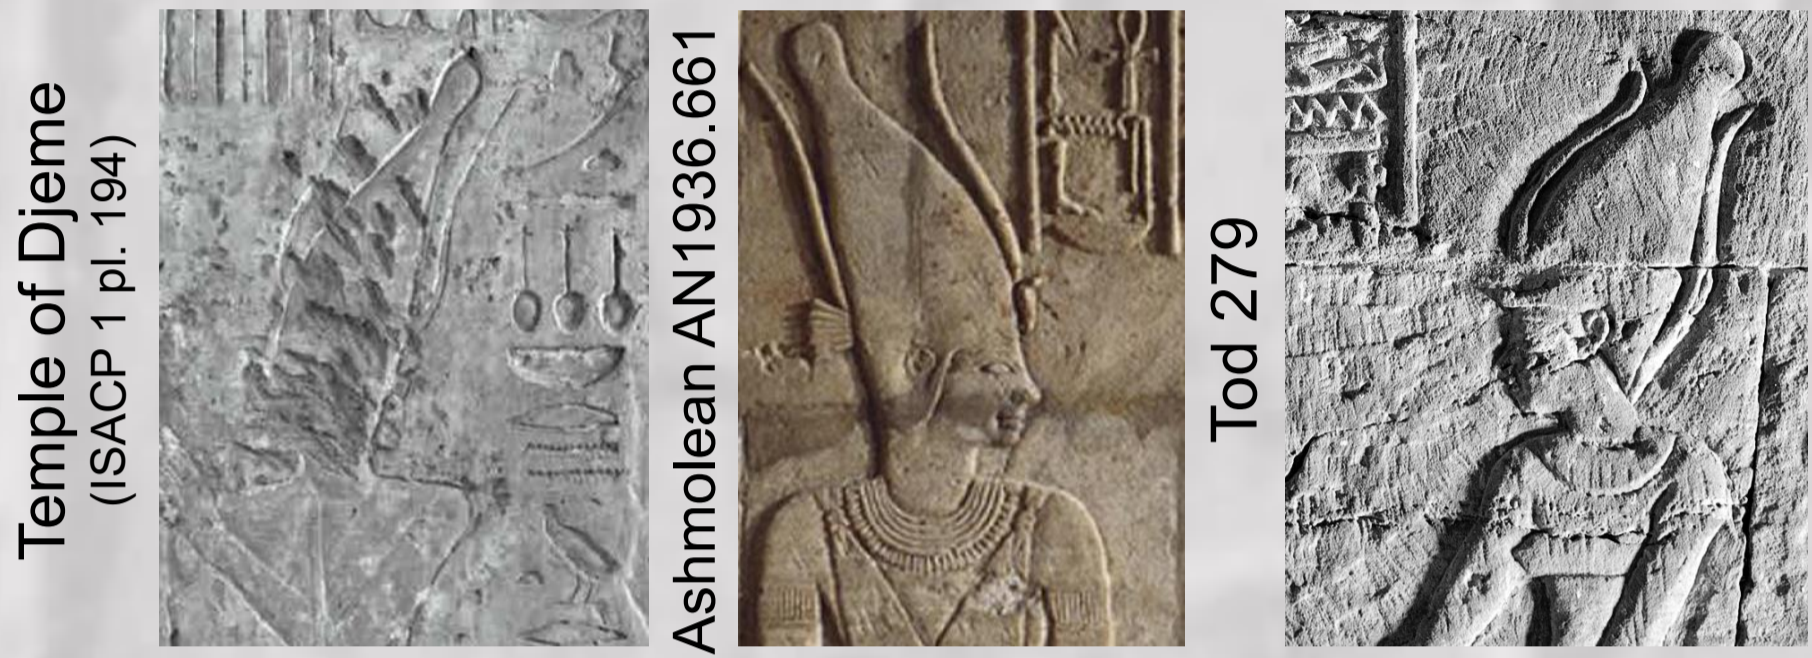 Temple of Djeme
(ISACP 1 pl. 194)
Ashmolean AN1936.661
Tod 279